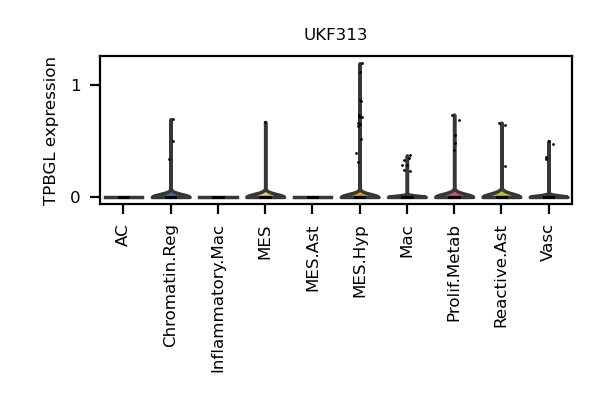 UKF313
TPBGL expression
1
0
AC
Chromatin.Reg
Inflammatory.Mac
MES
MES.Ast
MES.Hyp
Mac
Prolif.Metab
Reactive.Ast
Vasc